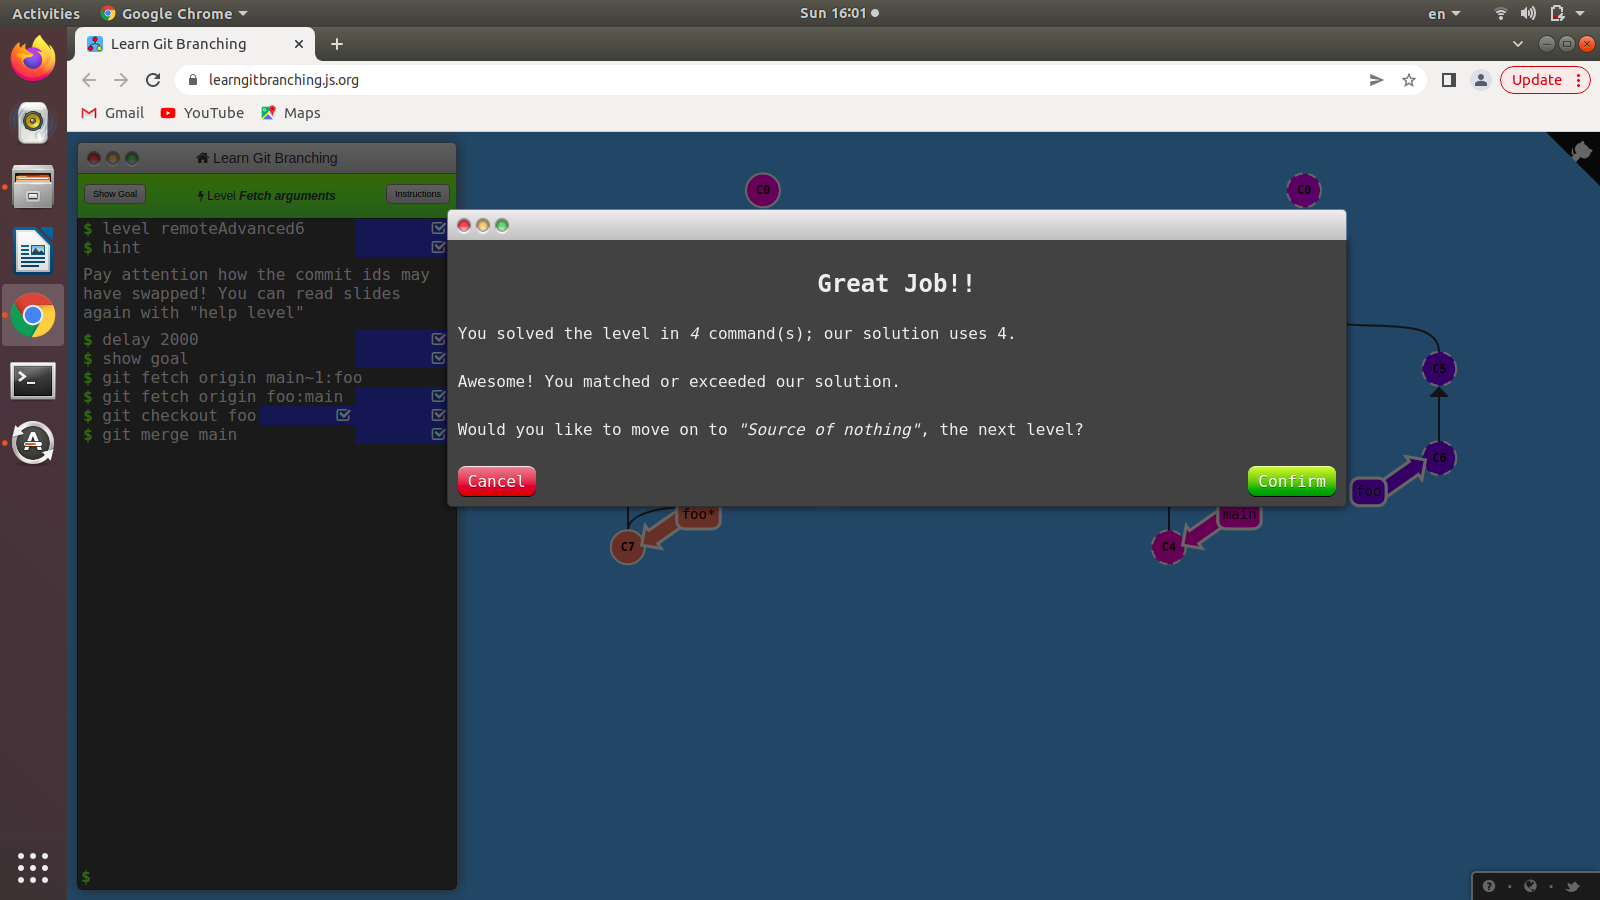 Activities Google Chrome Sun 16:01 en
Learn Git Branching
learngitbranching.js.org Update
Gmail YouTube Maps
Learn Git Branching
Show Goal Level Fetch arguments Instructions
$ level remoteAdvanced6
$ hint
Pay attention how the commit ids may
have swapped! You can read slides
again with "help level"
$ delay 2000
$ show goal
$ git fetch origin main~1:foo
$ git fetch origin foo:main
$ git checkout foo
$ git merge main
$
C0 C0
Great Job!!
You solved the level in 4 command(s); our solution uses 4.
Awesome! You matched or exceeded our solution.
Would you like to move on to "Source of nothing", the next level?
Cancel Confirm
C5
C6
foo
foo* main
C7 C4